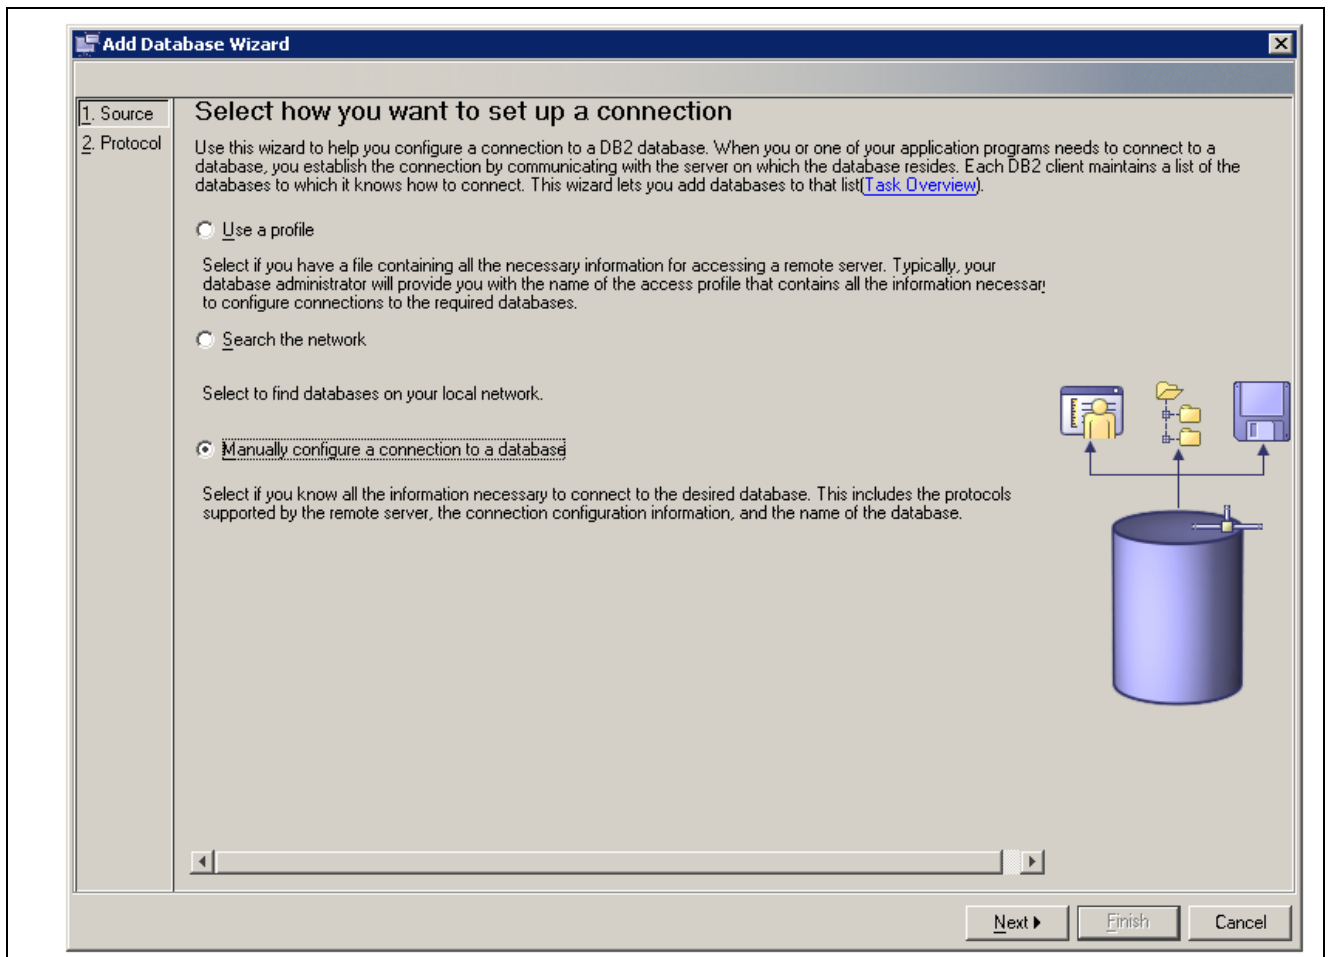 Add Database Wizard
1. Source
2. Protocol
Select how you want to set up a connection
Use this wizard to help you configure a connection to a DB2 database. When you or one of your application programs needs to connect to a
database, you establish the connection by communicating with the server on which the database resides. Each DB2 client maintains a list of the
databases to which it knows how to connect. This wizard lets you add databases to that list(Task Overview).
Use a profile
Select if you have a file containing all the necessary information for accessing a remote server. Typically, your
database administrator will provide you with the name of the access profile that contains all the information necessary
to configure connections to the required databases.
Search the network
Select to find databases on your local network.
Manually configure a connection to a database
Select if you know all the information necessary to connect to the desired database. This includes the protocols
supported by the remote server, the connection configuration information, and the name of the database.
Next
Finish
Cancel